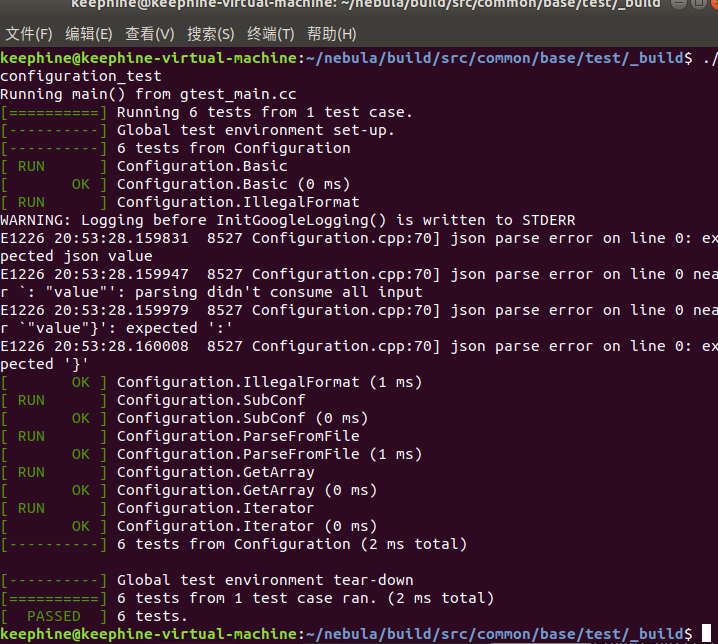 keephine@keephine-virtual-machine: ~/nebula/build/src/common/base/test/_build
文件(F) 编辑(E) 查看(V) 搜索(S) 终端(T) 帮助(H)
keephine@keephine-virtual-machine:~/nebula/build/src/common/base/test/_build$ ./
configuration_test
Running main() from gtest_main.cc
[==========] Running 6 tests from 1 test case.
[----------] Global test environment set-up.
[----------] 6 tests from Configuration
[ RUN      ] Configuration.Basic
[       OK ] Configuration.Basic (0 ms)
[ RUN      ] Configuration.IllegalFormat
WARNING: Logging before InitGoogleLogging() is written to STDERR
E1226 20:53:28.159831  8527 Configuration.cpp:70] json parse error on line 0: ex
pected json value
E1226 20:53:28.159947  8527 Configuration.cpp:70] json parse error on line 0 nea
r `: "value"': parsing didn't consume all input
E1226 20:53:28.159979  8527 Configuration.cpp:70] json parse error on line 0 nea
r `"value"}': expected ':'
E1226 20:53:28.160008  8527 Configuration.cpp:70] json parse error on line 0: ex
pected '}'
[       OK ] Configuration.IllegalFormat (1 ms)
[ RUN      ] Configuration.SubConf
[       OK ] Configuration.SubConf (0 ms)
[ RUN      ] Configuration.ParseFromFile
[       OK ] Configuration.ParseFromFile (1 ms)
[ RUN      ] Configuration.GetArray
[       OK ] Configuration.GetArray (0 ms)
[ RUN      ] Configuration.Iterator
[       OK ] Configuration.Iterator (0 ms)
[----------] 6 tests from Configuration (2 ms total)
[----------] Global test environment tear-down
[==========] 6 tests from 1 test case ran. (2 ms total)
[  PASSED  ] 6 tests.
keephine@keephine-virtual-machine:~/nebula/build/src/common/base/test/_build$